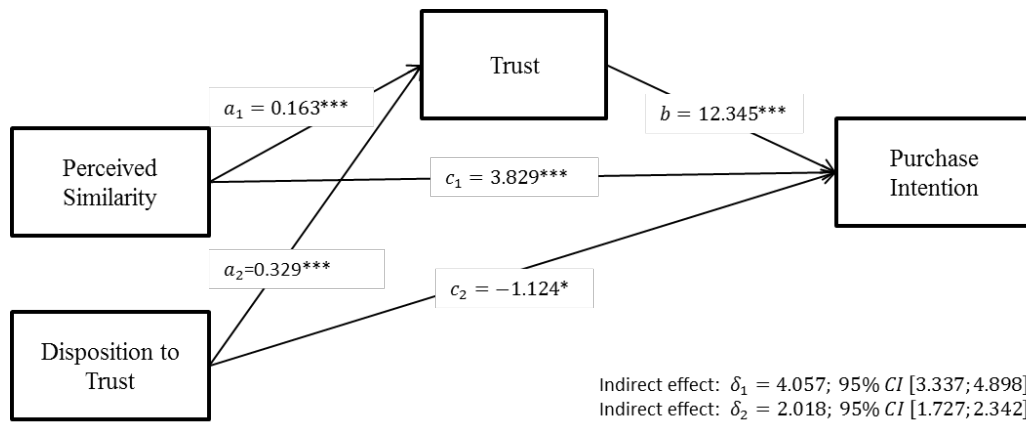 Trust
a₁ = 0.163***
b = 12.345***
Perceived
Similarity
c₁ = 3.829***
Purchase
Intention
a₂=0.329***
c₂ = −1.124*
Disposition to
Trust
Indirect effect: δ₁ = 4.057; 95% CI [3.337; 4.898]
Indirect effect: δ₂ = 2.018; 95% CI [1.727; 2.342]